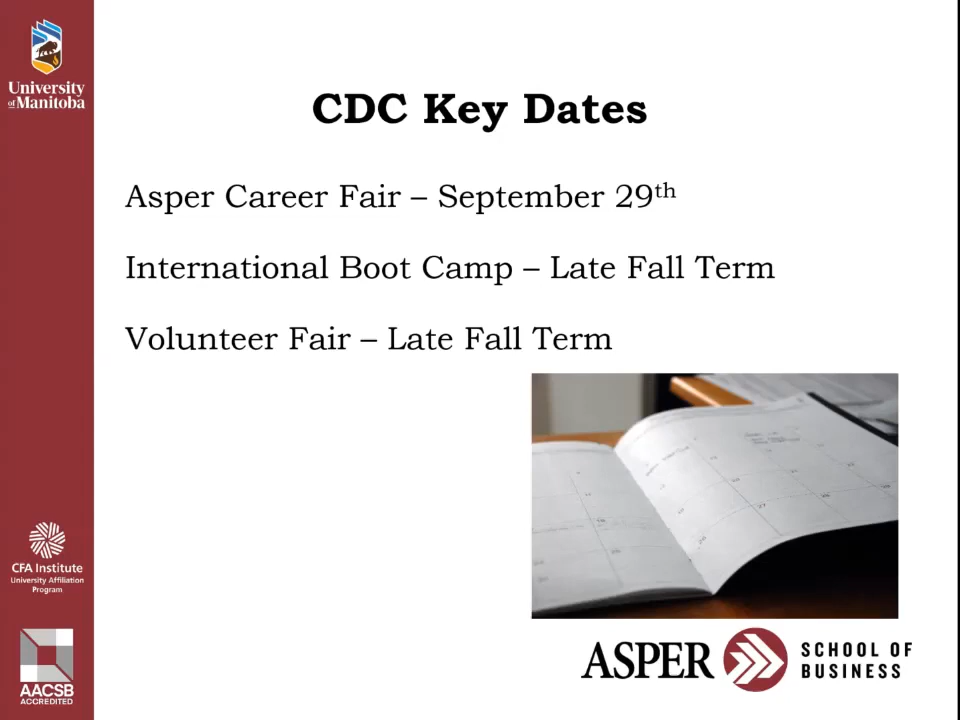 University
of Manitoba
CDC Key Dates
Asper Career Fair – September 29th
International Boot Camp – Late Fall Term
Volunteer Fair – Late Fall Term
CFA Institute
University Affiliation
Program
AACSB
ACCREDITED
ASPER SCHOOL OF
BUSINESS